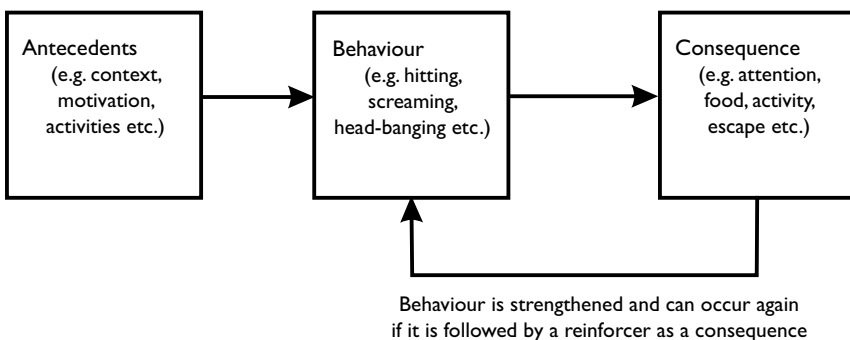 Antecedents
(e.g. context,
motivation,
activities etc.)
Behaviour
(e.g. hitting,
screaming,
head-banging etc.)
Consequence
(e.g. attention,
food, activity,
escape etc.)
Behaviour is strengthened and can occur again
if it is followed by a reinforcer as a consequence